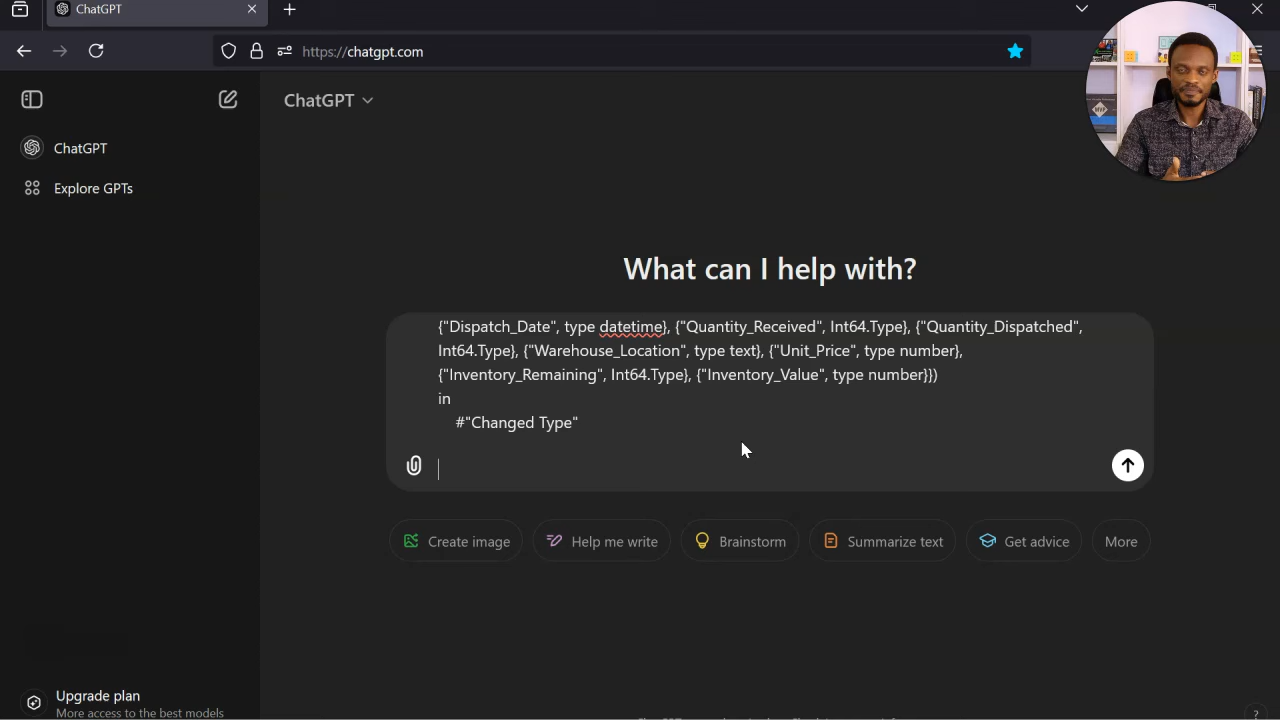 ChatGPT
https://chatgpt.com
ChatGPT
ChatGPT
Explore GPTs
What can I help with?
{"Dispatch_Date", type datetime}, {"Quantity_Received", Int64.Type}, {"Quantity_Dispatched",
Int64.Type}, {"Warehouse_Location", type text}, {"Unit_Price", type number},
{"Inventory_Remaining", Int64.Type}, {"Inventory_Value", type number}})
in
#"Changed Type"
Create image
Help me write
Brainstorm
Summarize text
Get advice
More
Upgrade plan
More access to the best models
?